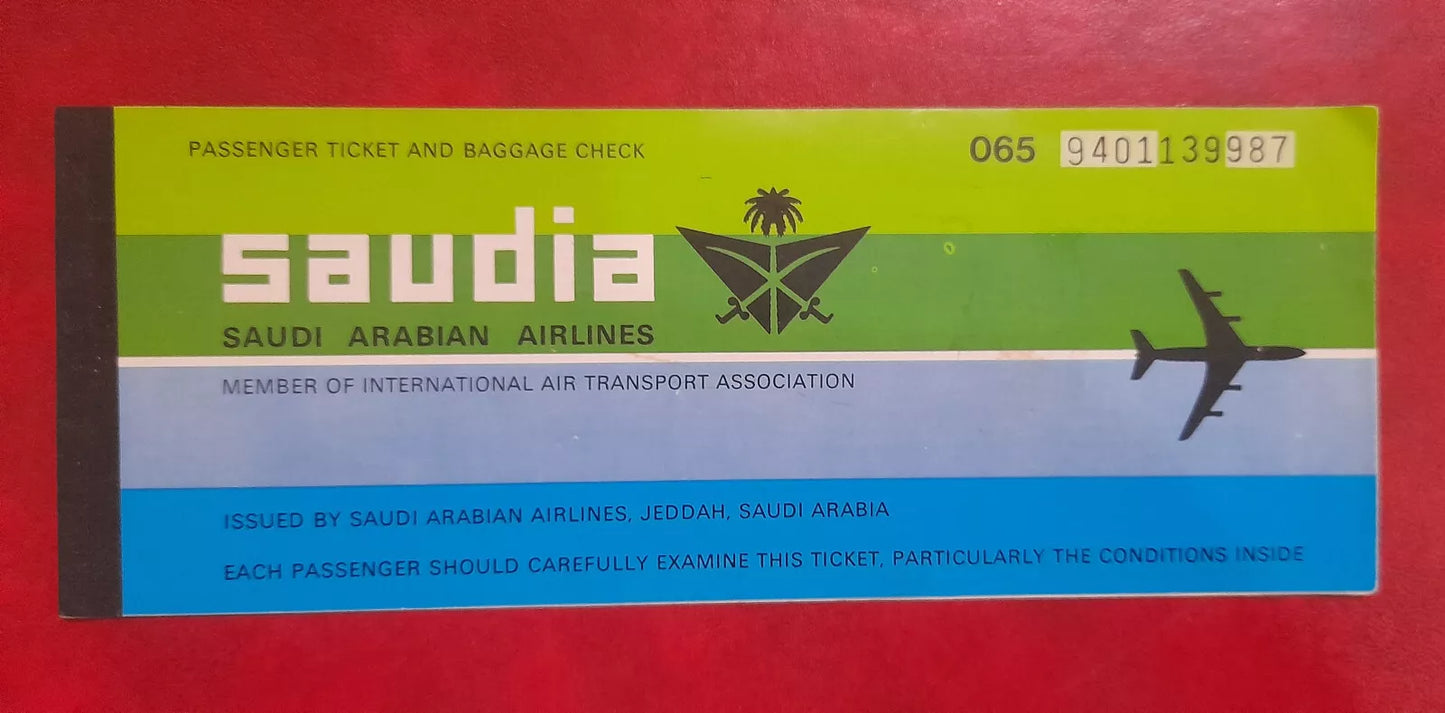 PASSENGER TICKET AND BAGGAGE CHECK
065 9401139987
saudia
SAUDI ARABIAN AIRLINES
MEMBER OF INTERNATIONAL AIR TRANSPORT ASSOCIATION
ISSUED BY SAUDI ARABIAN AIRLINES, JEDDAH, SAUDI ARABIA
EACH PASSENGER SHOULD CAREFULLY EXAMINE THIS TICKET, PARTICULARLY THE CONDITIONS INSIDE